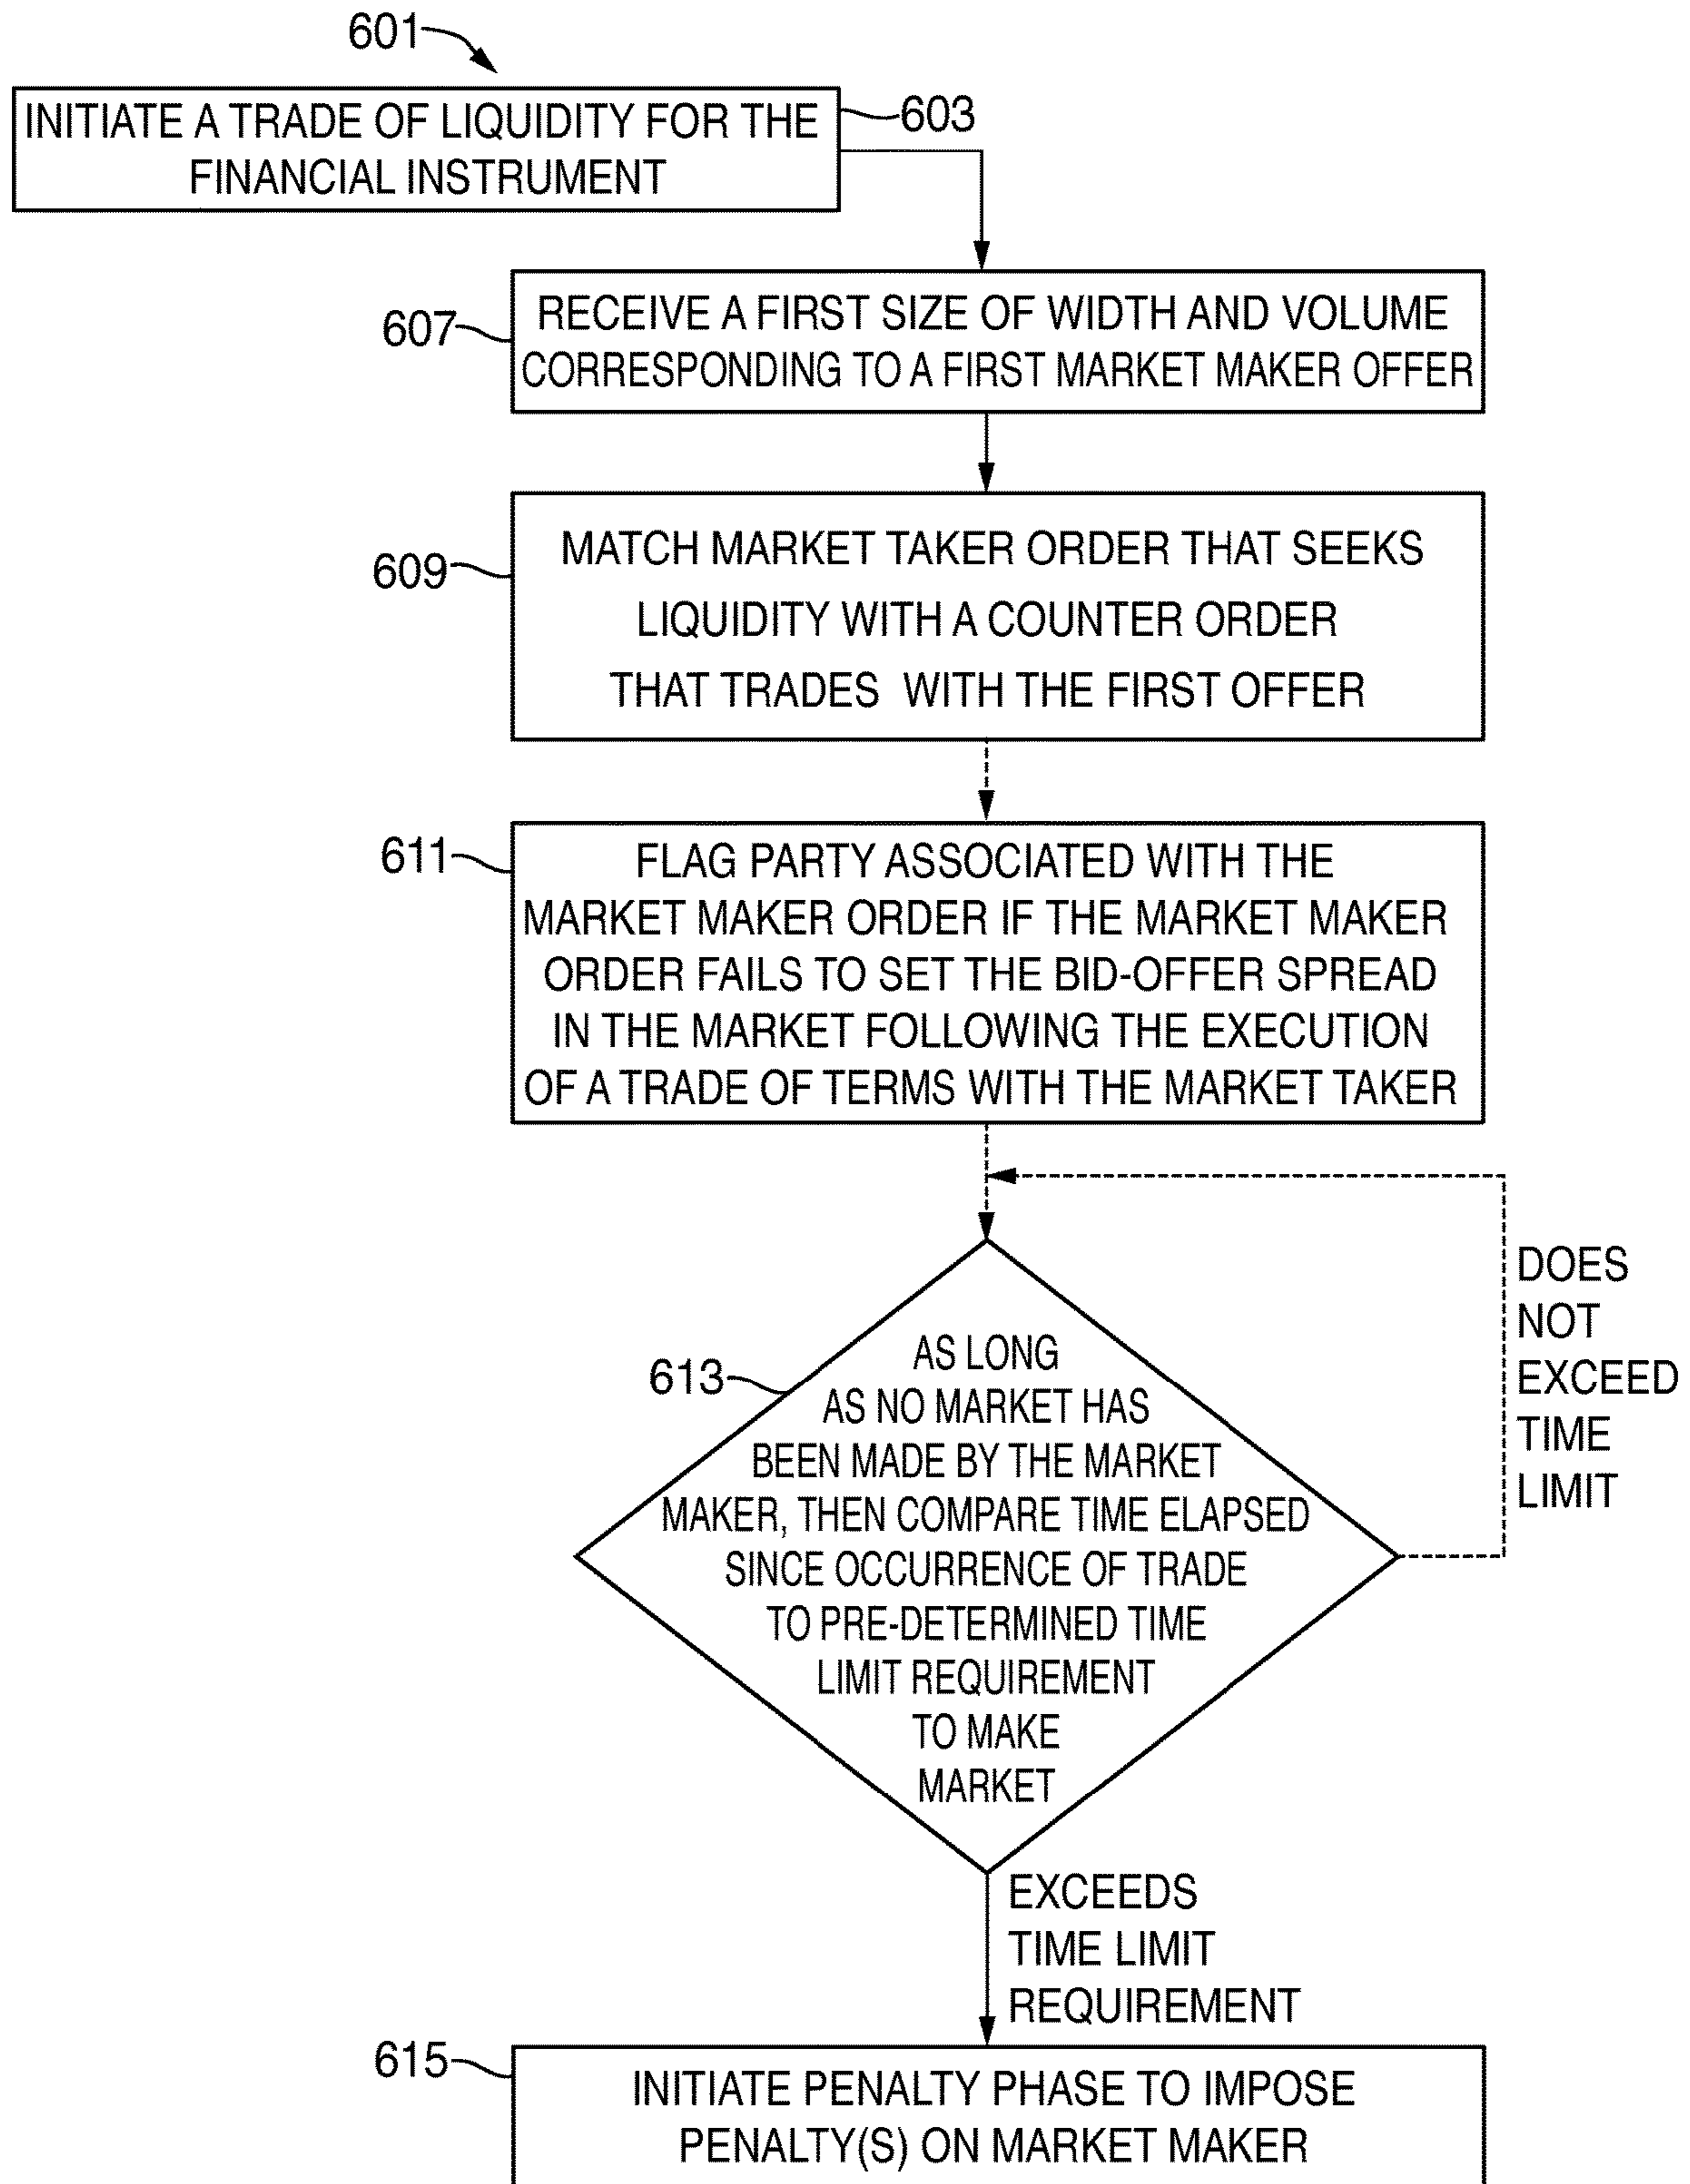 601
INITIATE A TRADE OF LIQUIDITY FOR THE
FINANCIAL INSTRUMENT
603
607
RECEIVE A FIRST SIZE OF WIDTH AND VOLUME
CORRESPONDING TO A FIRST MARKET MAKER OFFER
609
MATCH MARKET TAKER ORDER THAT SEEKS
LIQUIDITY WITH A COUNTER ORDER
THAT TRADES WITH THE FIRST OFFER
611
FLAG PARTY ASSOCIATED WITH THE
MARKET MAKER ORDER IF THE MARKET MAKER
ORDER FAILS TO SET THE BID-OFFER SPREAD
IN THE MARKET FOLLOWING THE EXECUTION
OF A TRADE OF TERMS WITH THE MARKET TAKER
613
AS LONG
AS NO MARKET HAS
BEEN MADE BY THE MARKET
MAKER, THEN COMPARE TIME ELAPSED
SINCE OCCURRENCE OF TRADE
TO PRE-DETERMINED TIME
LIMIT REQUIREMENT
TO MAKE
MARKET
DOES
NOT
EXCEED
TIME
LIMIT
EXCEEDS
TIME LIMIT
REQUIREMENT
615
INITIATE PENALTY PHASE TO IMPOSE
PENALTY(S) ON MARKET MAKER